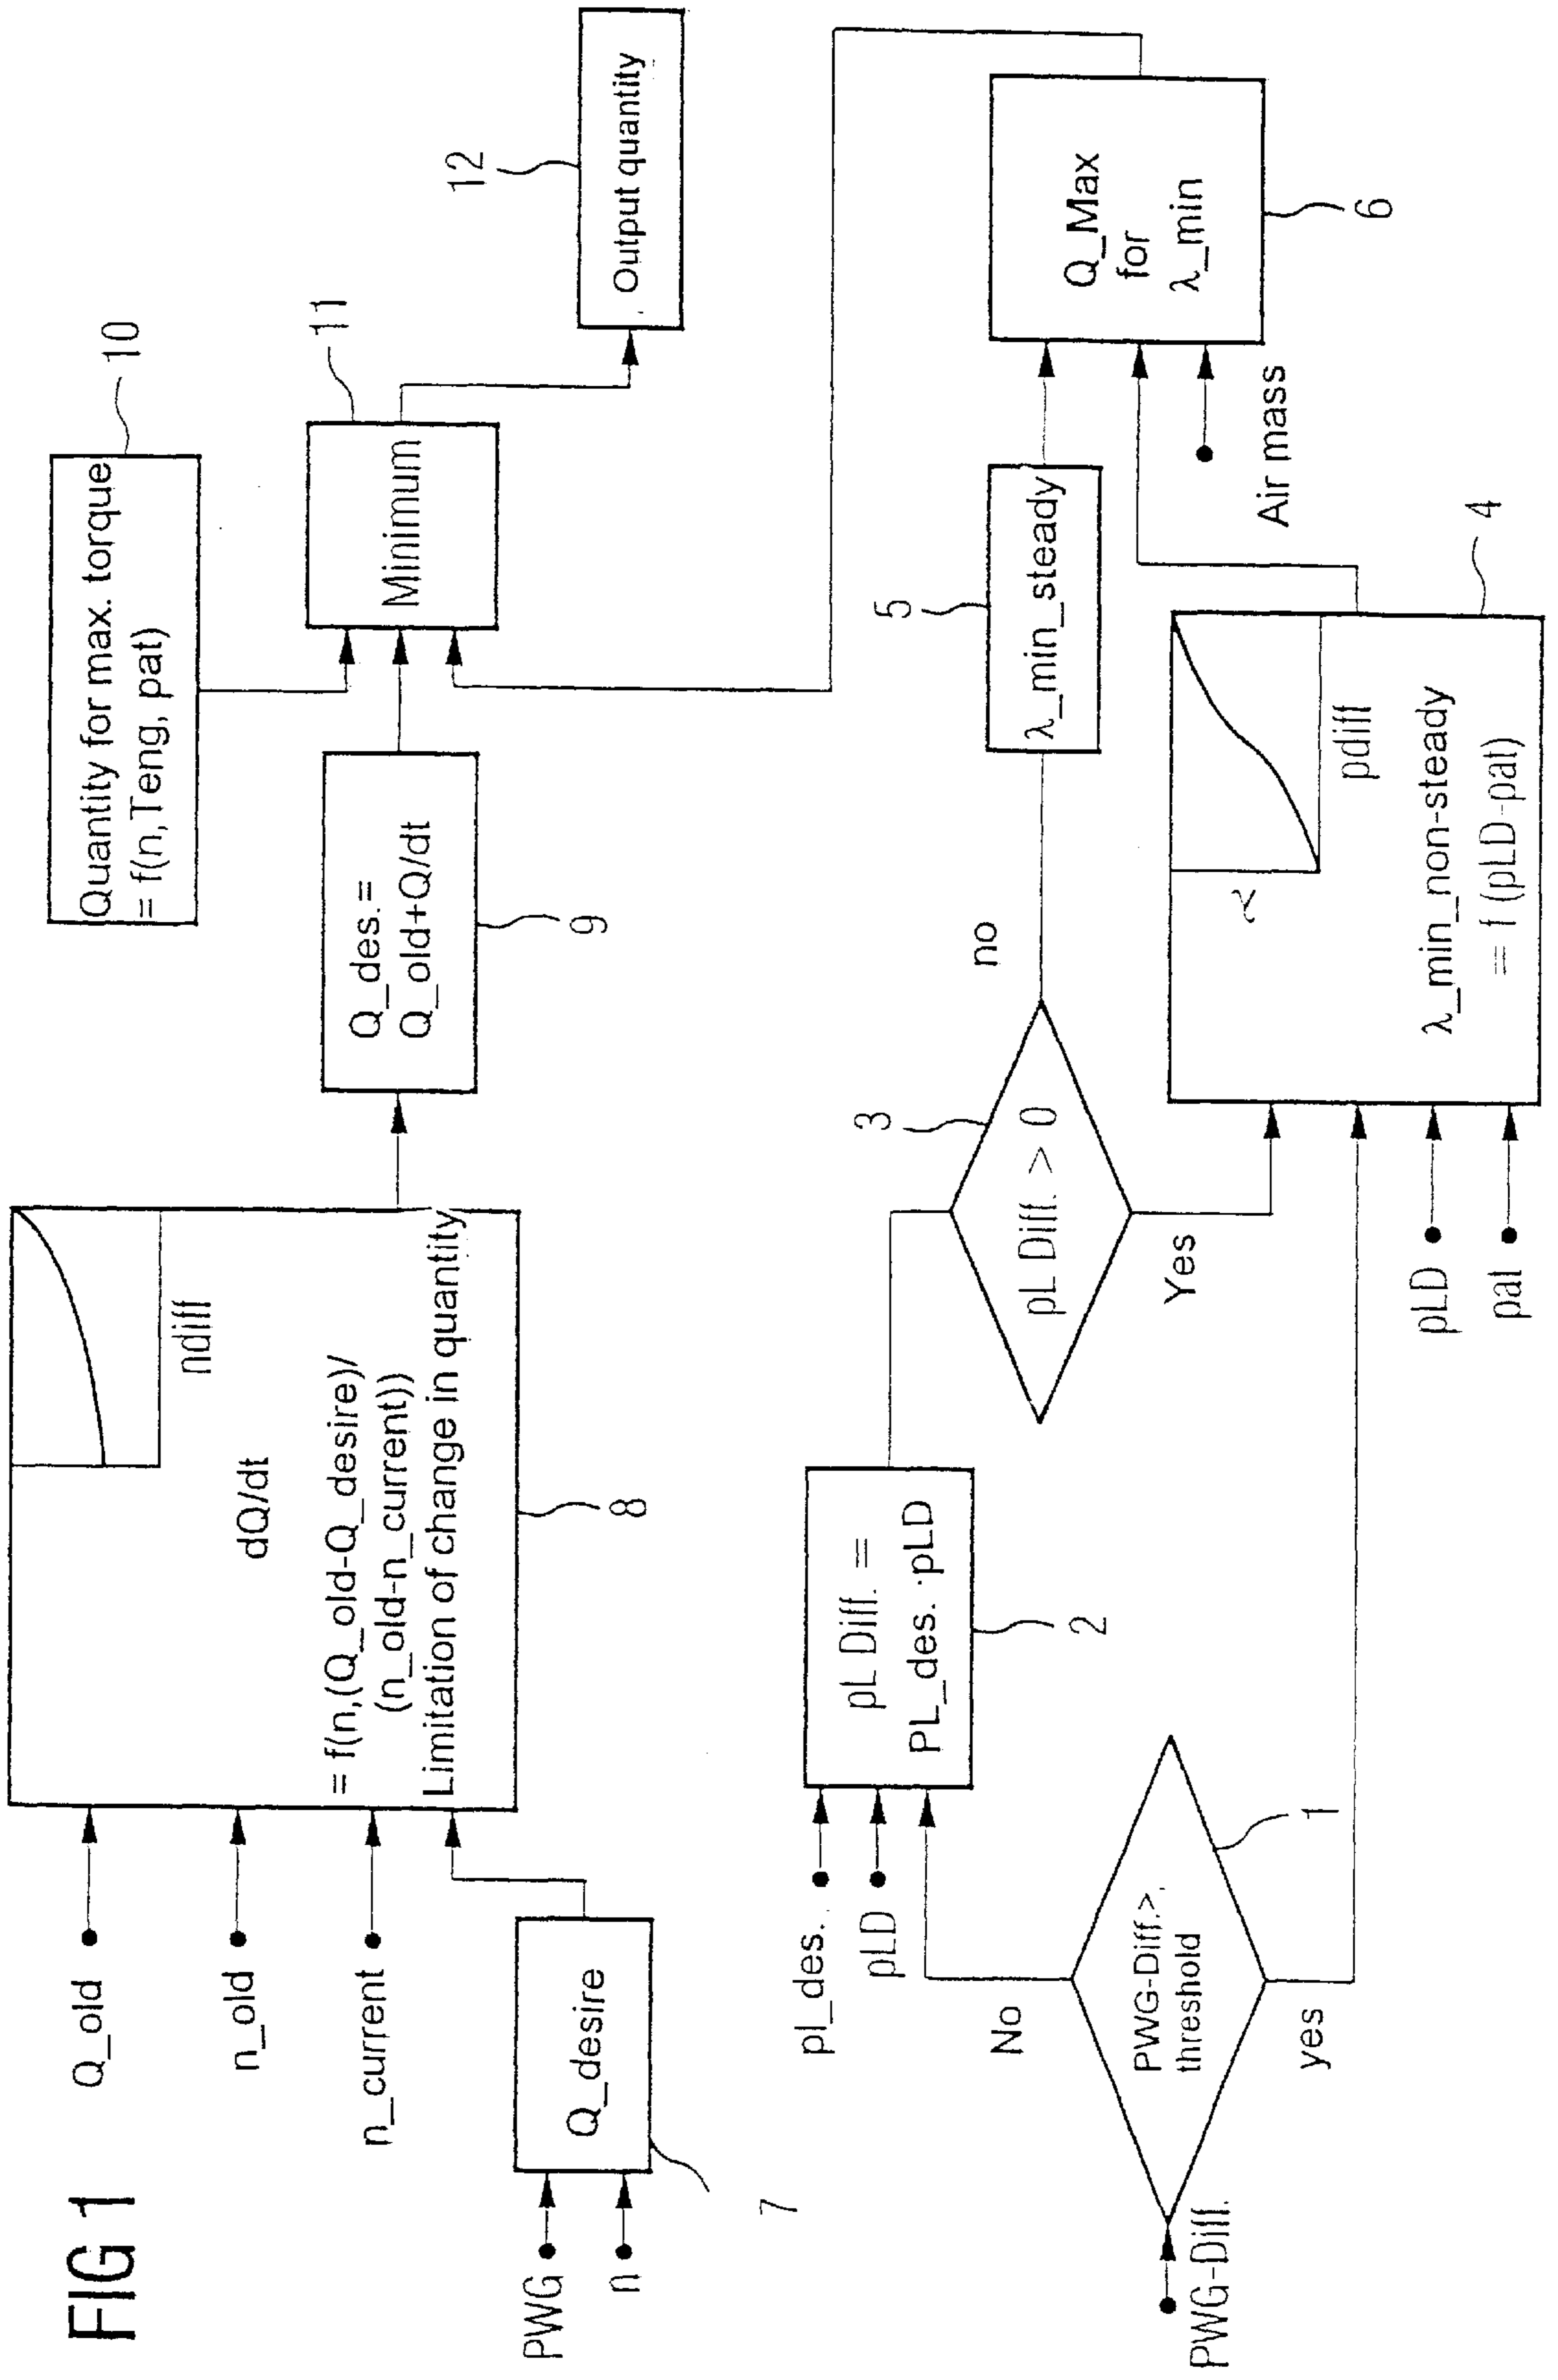 FIG 1
Q_old
n_old
n_current
PWG
n
Q_desire
7
ndiff
dQ/dt
= f(n,(Q_old-Q_desire)/
(n_old-n_current))
Limitation of change in quantity
8
Q_des.=
Q_old+Q/dt
9
Quantity for max. torque
= f(n,Teng, pat)
10
Minimum
11
Output quantity
12
PWG-Diff.
PWG-Diff.>
threshold
1
No
yes
pl_des.
pLD
pL Diff. =
PL_des. -pLD
2
pL Diff. > 0
3
no
Yes
pLD
pat
λ
pdiff
λ_min_non-steady
= f (pLD-pat)
4
λ_min_steady
5
Air mass
Q_Max
for
λ_min
6